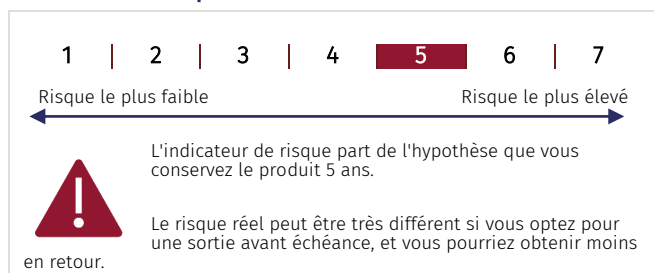 1 | 2 | 3 | 4 | 5 | 6 | 7
Risque le plus faible Risque le plus élevé
L'indicateur de risque part de l'hypothèse que vous
conservez le produit 5 ans.
Le risque réel peut être très différent si vous optez pour
une sortie avant échéance, et vous pourriez obtenir moins
en retour.